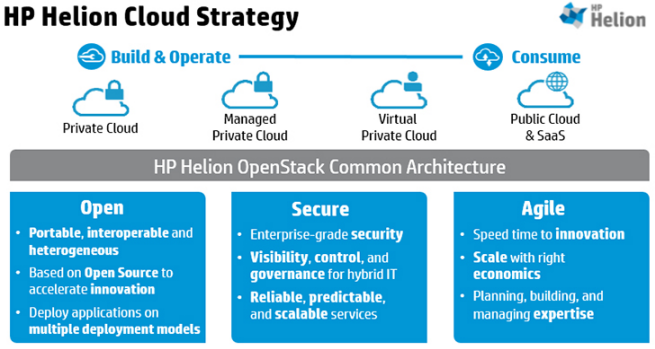 HP Helion Cloud Strategy
HP
Helion
Build & Operate
Consume
Private Cloud
Managed
Private Cloud
Virtual
Private Cloud
Public Cloud
& SaaS
HP Helion OpenStack Common Architecture
Open
• Portable, interoperable and
heterogeneous
• Based on Open Source to
accelerate innovation
• Deploy applications on
multiple deployment models
Secure
• Enterprise-grade security
• Visibility, control, and
governance for hybrid IT
• Reliable, predictable,
and scalable services
Agile
• Speed time to innovation
• Scale with right
economics
• Planning, building, and
managing expertise